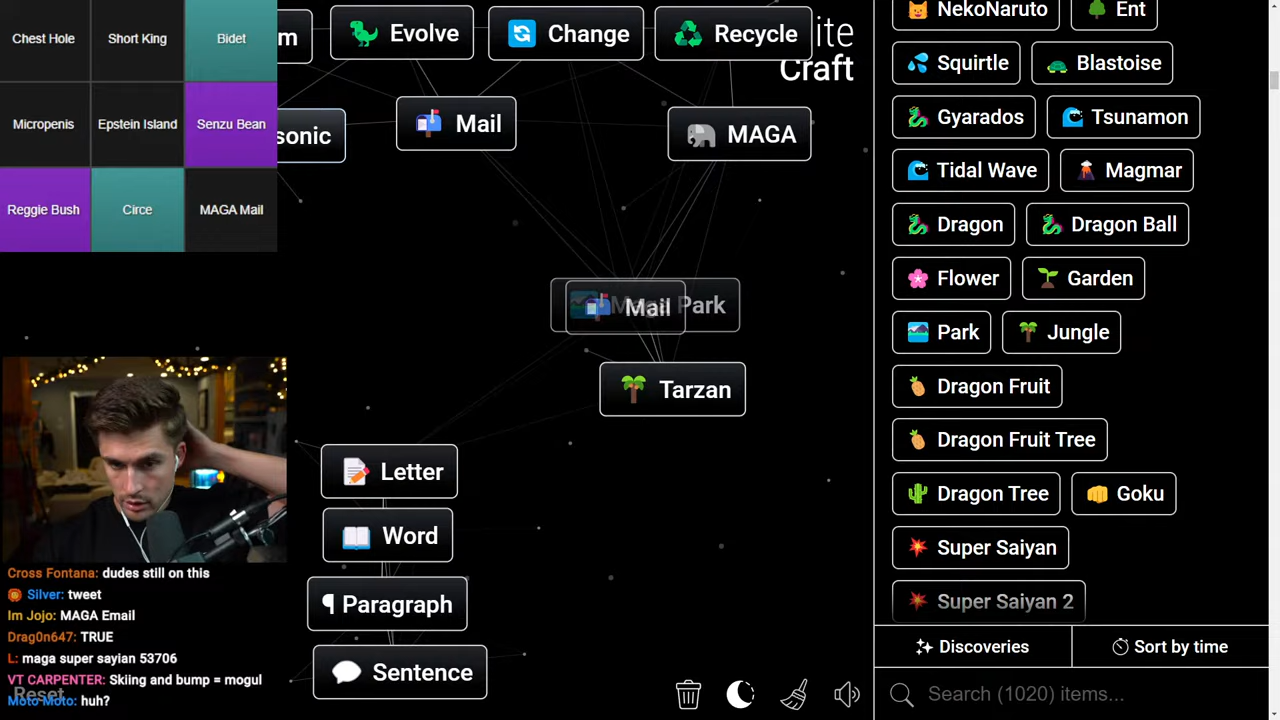 Chest Hole
Short King
Bidet
Micropenis
Epstein Island
Senzu Bean
Reggie Bush
Circe
MAGA Mail
m
Evolve
Change
Recycle
ite
Craft
sonic
Mail
MAGA
Park
Mail
Tarzan
Letter
Word
¶ Paragraph
Sentence
NekoNaruto
Ent
Squirtle
Blastoise
Gyarados
Tsunamon
Tidal Wave
Magmar
Dragon
Dragon Ball
Flower
Garden
Park
Jungle
Dragon Fruit
Dragon Fruit Tree
Dragon Tree
Goku
Super Saiyan
Super Saiyan 2
Discoveries
Sort by time
Search (1020) items...
Cross Fontana: dudes still on this
Silver: tweet
Im Jojo: MAGA Email
Drag0n647: TRUE
L: maga super sayian 53706
VT CARPENTER: Skiing and bump = mogul
Moto Moto: huh?
Reset